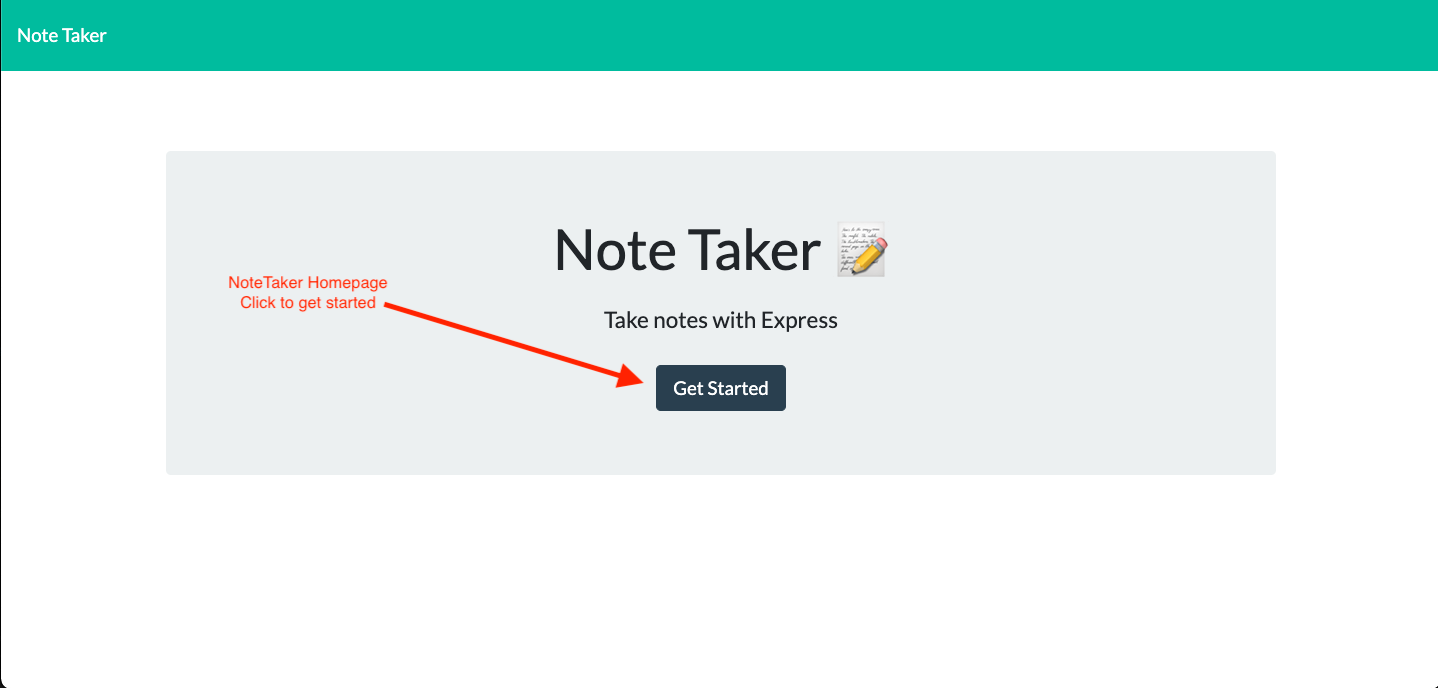 Note Taker
Note Taker 📝
NoteTaker Homepage
Click to get started
Take notes with Express
Get Started